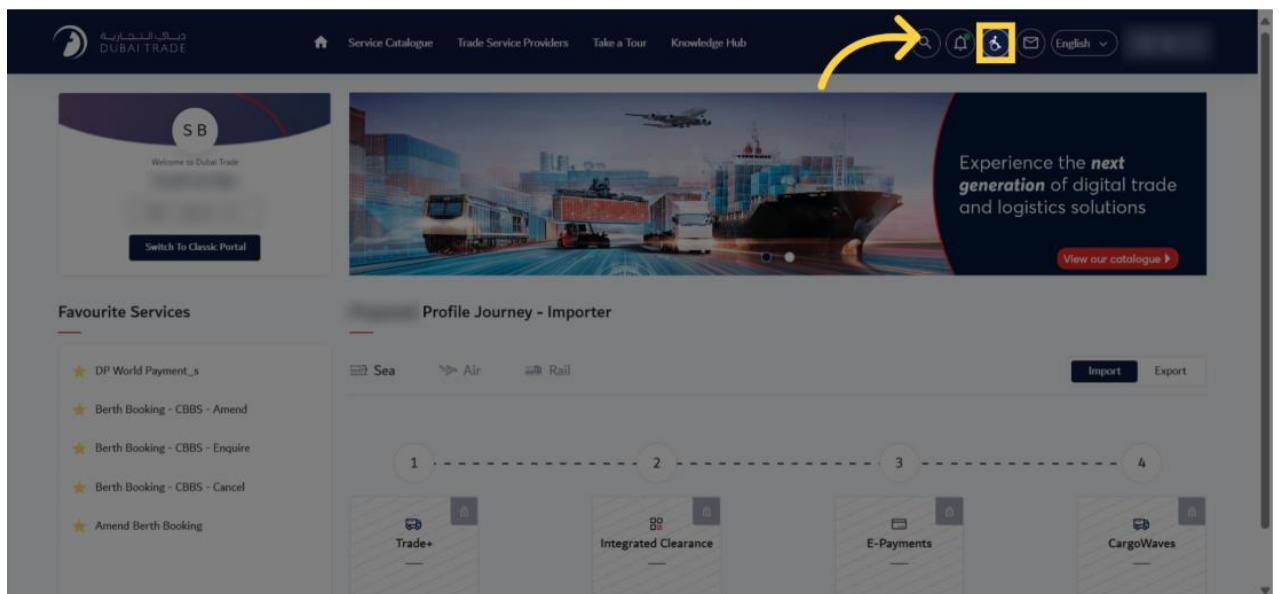 دبـي الـتـجـاريـة
DUBAI TRADE
Service Catalogue
Trade Service Providers
Take a Tour
Knowledge Hub
English
S B
Welcome to Dubai Trade
Switch To Classic Portal
Experience the next
generation of digital trade
and logistics solutions
View our catalogue
Favourite Services
DP World Payment_s
Berth Booking - CBBS - Amend
Berth Booking - CBBS - Enquire
Berth Booking - CBBS - Cancel
Amend Berth Booking
Profile Journey - Importer
Sea
Air
Rail
Import
Export
1
2
3
4
Trade+
Integrated Clearance
E-Payments
CargoWaves